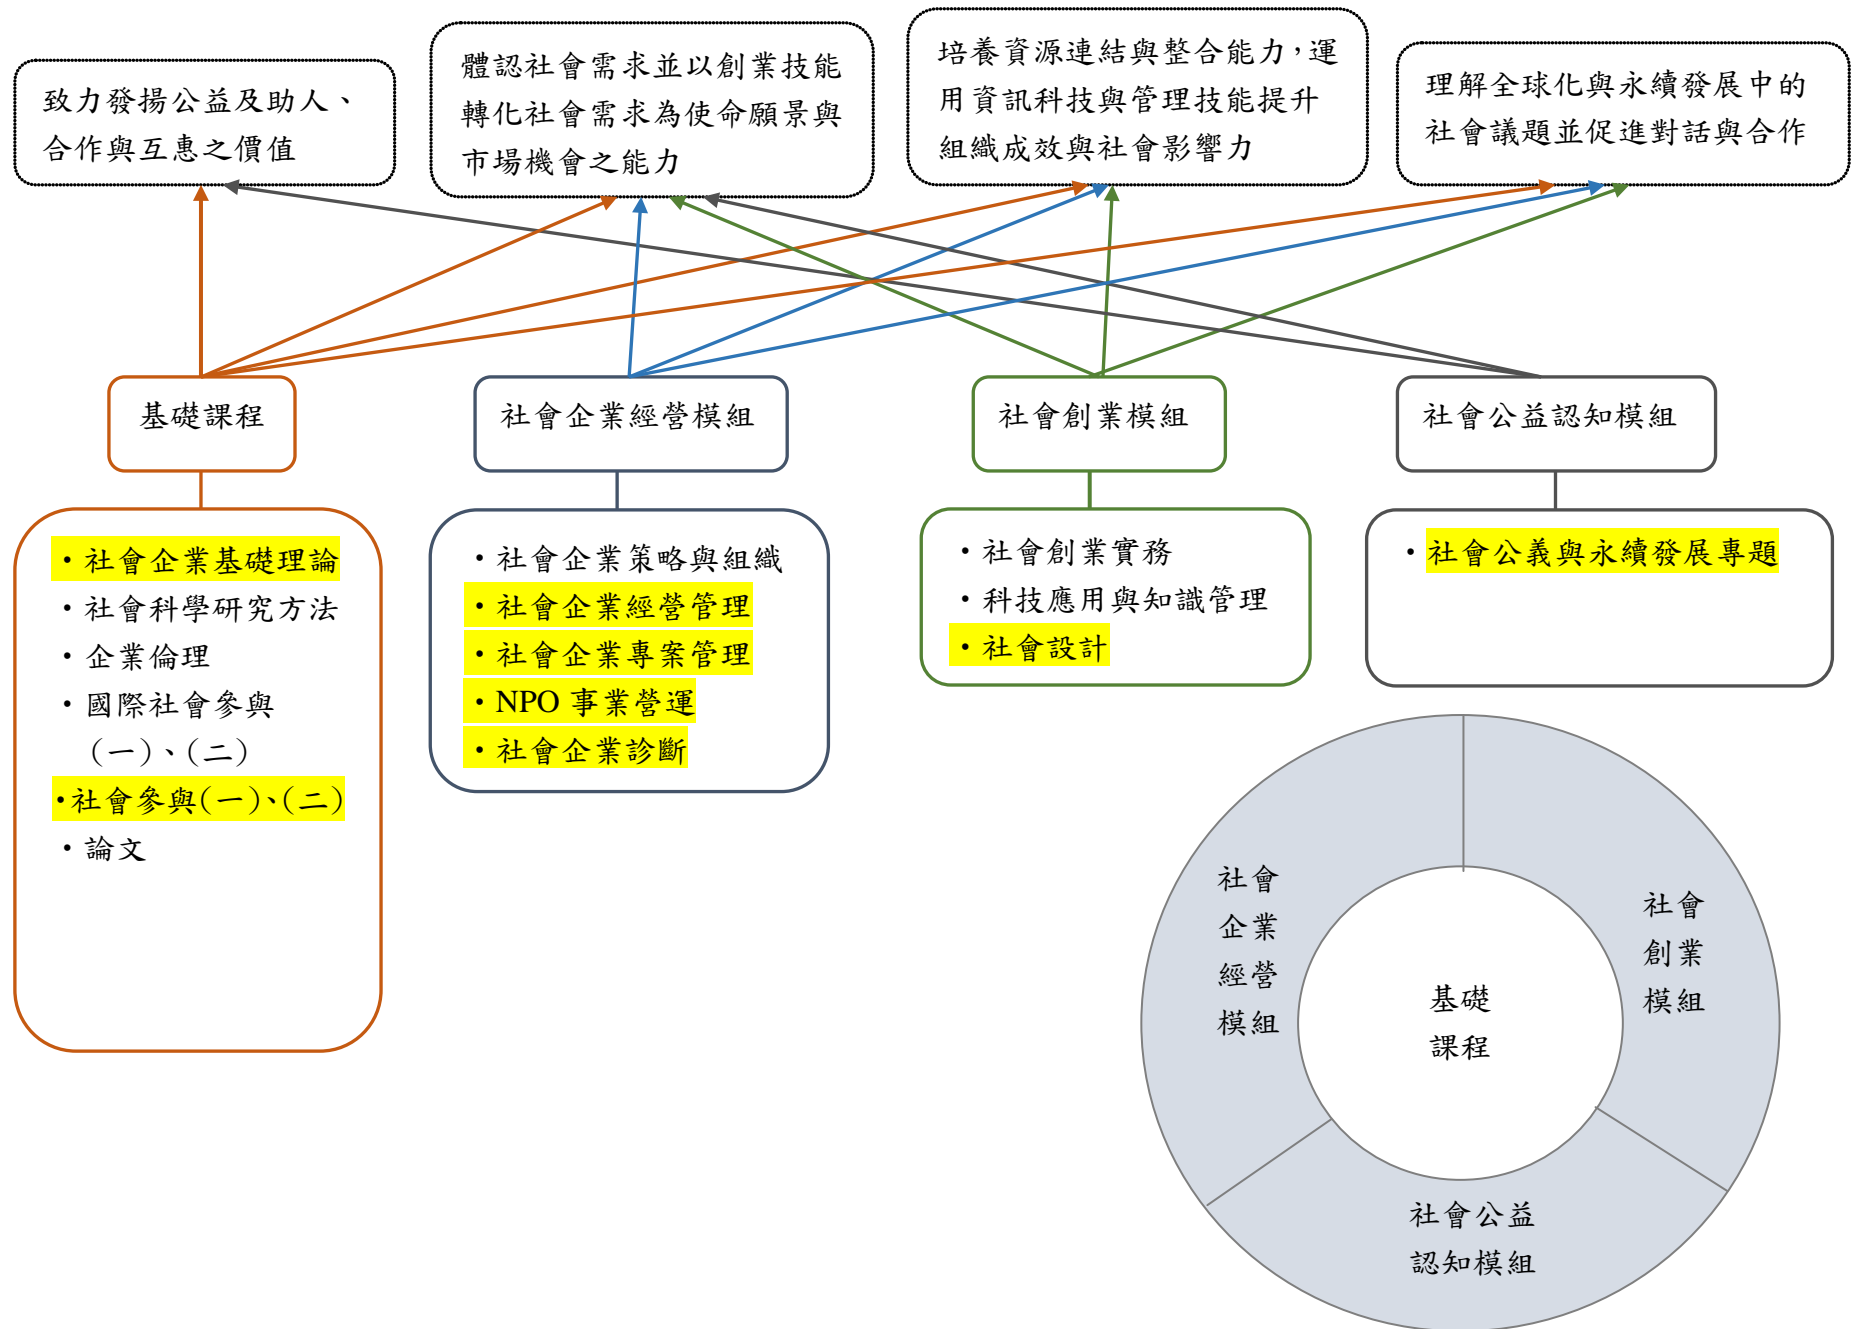 致力發揚公益及助人、
合作與互惠之價值
體認社會需求並以創業技能
轉化社會需求為使命願景與
市場機會之能力
培養資源連結與整合能力，運
用資訊科技與管理技能提升
組織成效與社會影響力
理解全球化與永續發展中的
社會議題並促進對話與合作
基礎課程
社會企業經營模組
社會創業模組
社會公益認知模組
・社會企業基礎理論
・社會科學研究方法
・企業倫理
・國際社會參與
（一）、（二）
・社會參與（一）、（二）
・論文
・社會企業策略與組織
・社會企業經營管理
・社會企業專案管理
・NPO 事業營運
・社會企業診斷
・社會創業實務
・科技應用與知識管理
・社會設計
・社會公義與永續發展專題
社會
企業
經營
模組
社會
創業
模組
基礎
課程
社會公益
認知模組